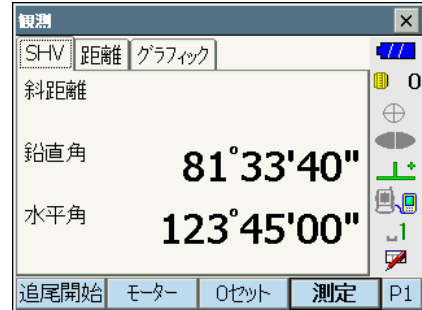 観測
SHV 距離 グラフィック
斜距離
0
鉛直角 81°33'40"
水平角 123°45'00"
1
追尾開始 モーター 0セット 測定 P1